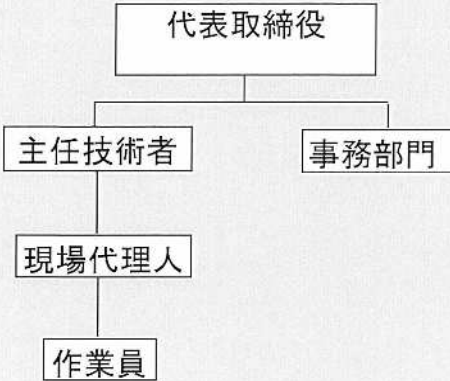 代表取締役
主任技術者
事務部門
現場代理人
作業員